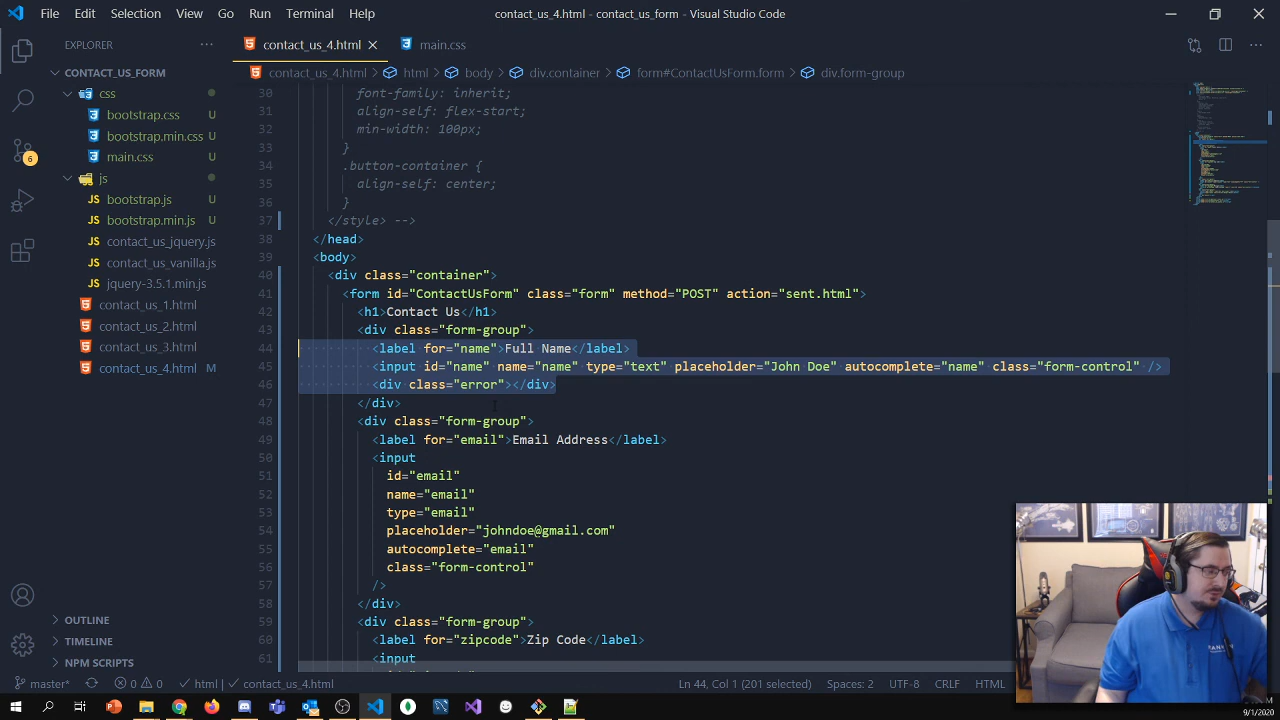 File Edit Selection View Go Run Terminal Help
contact_us_4.html - contact_us_form - Visual Studio Code
EXPLORER
contact_us_4.html
main.css
CONTACT_US_FORM
contact_us_4.html > html > body > div.container > form#ContactUsForm.form > div.form-group
css
bootstrap.css U
bootstrap.min.css U
main.css U
js
bootstrap.js U
bootstrap.min.js U
contact_us_jquery.js
contact_us_vanilla.js
jquery-3.5.1.min.js
contact_us_1.html
contact_us_2.html
contact_us_3.html
contact_us_4.html M
6
30 font-family: inherit;
31 align-self: flex-start;
32 min-width: 100px;
33 }
34 .button-container {
35 align-self: center;
36 }
37 </style> -->
38 </head>
39 <body>
40 <div class="container">
41 <form id="ContactUsForm" class="form" method="POST" action="sent.html">
42 <h1>Contact Us</h1>
43 <div class="form-group">
44 <label for="name">Full Name</label>
45 <input id="name" name="name" type="text" placeholder="John Doe" autocomplete="name" class="form-control" />
46 <div class="error"></div>
47 </div>
48 <div class="form-group">
49 <label for="email">Email Address</label>
50 <input
51 id="email"
52 name="email"
53 type="email"
54 placeholder="johndoe@gmail.com"
55 autocomplete="email"
56 class="form-control"
57 />
58 </div>
59 <div class="form-group">
60 <label for="zipcode">Zip Code</label>
61 <input
OUTLINE
TIMELINE
NPM SCRIPTS
master* 0 0 html contact_us_4.html Ln 44, Col 1 (201 selected) Spaces: 2 UTF-8 CRLF HTML
9/1/2020